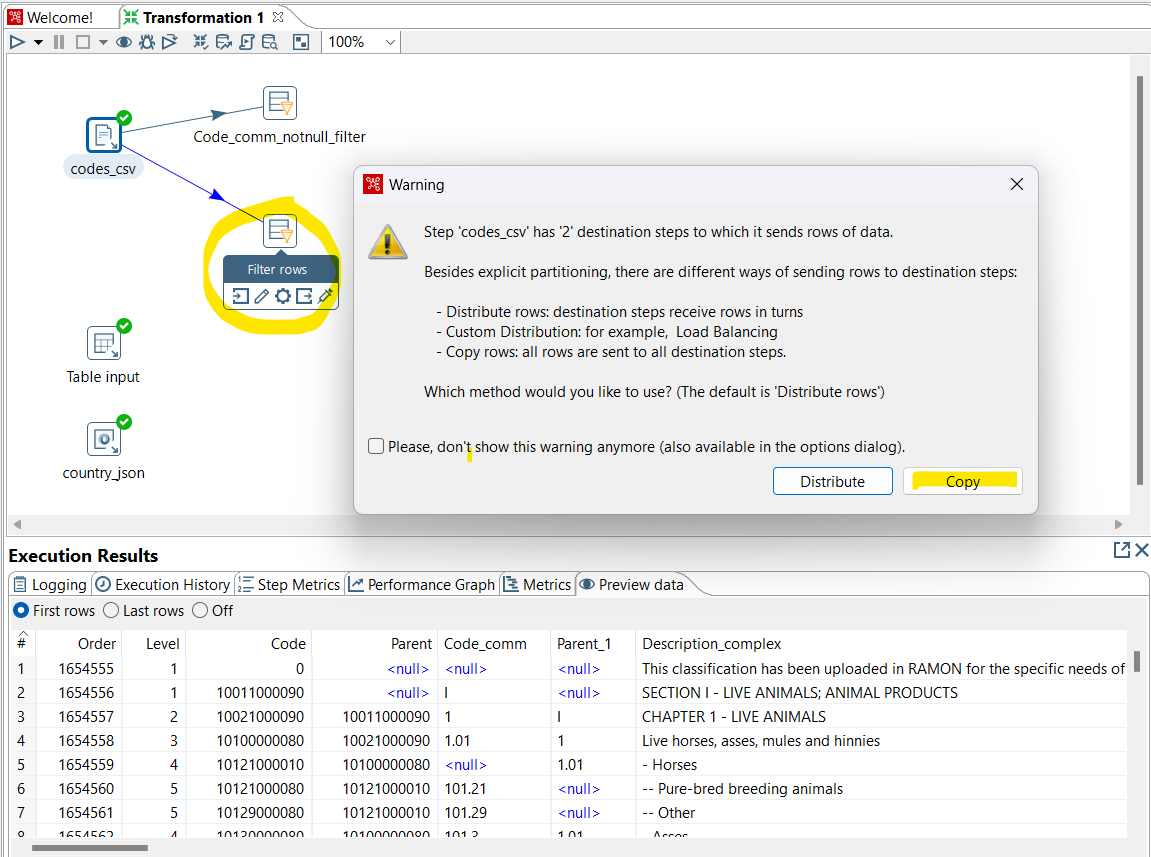 Welcome! Transformation 1
100%
Code_comm_notnull_filter
codes_csv
Filter rows
Table input
country_json
Warning
Step 'codes_csv' has '2' destination steps to which it sends rows of data.
Besides explicit partitioning, there are different ways of sending rows to destination steps:
- Distribute rows: destination steps receive rows in turns
- Custom Distribution: for example, Load Balancing
- Copy rows: all rows are sent to all destination steps.
Which method would you like to use? (The default is 'Distribute rows')
Please, don't show this warning anymore (also available in the options dialog).
Distribute Copy
Execution Results
Logging Execution History Step Metrics Performance Graph Metrics Preview data
First rows Last rows Off
# Order Level Code Parent Code_comm Parent_1 Description_complex
1 1654555 1 0 <null> <null> <null> This classification has been uploaded in RAMON for the specific needs of
2 1654556 1 10011000090 <null> I <null> SECTION I - LIVE ANIMALS; ANIMAL PRODUCTS
3 1654557 2 10021000090 10011000090 1 I CHAPTER 1 - LIVE ANIMALS
4 1654558 3 10100000080 10021000090 1.01 1 Live horses, asses, mules and hinnies
5 1654559 4 10121000010 10100000080 <null> 1.01 - Horses
6 1654560 5 10121000080 10121000010 101.21 <null> -- Pure-bred breeding animals
7 1654561 5 10129000080 10121000010 101.29 <null> -- Other
8 1654562 4 10130000080 10100000080 101.3 1.01 - Asses